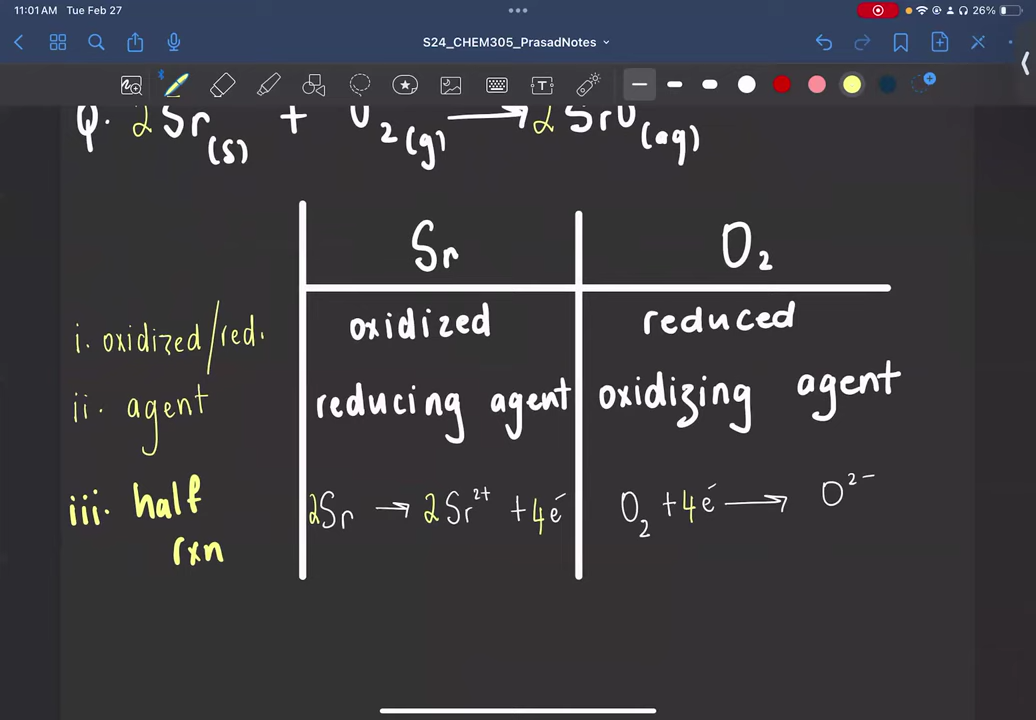 11:01 AM Tue Feb 27
26%
S24_CHEM305_PrasadNotes
Q. 2Sr(s) + O2(g) → 2SrO(aq)
Sr O2
i. oxidized/red. oxidized reduced
ii. agent reducing agent oxidizing agent
iii. half 2Sr → 2Sr²⁺ + 4e⁻ O2 + 4e⁻ → O²⁻
rxn